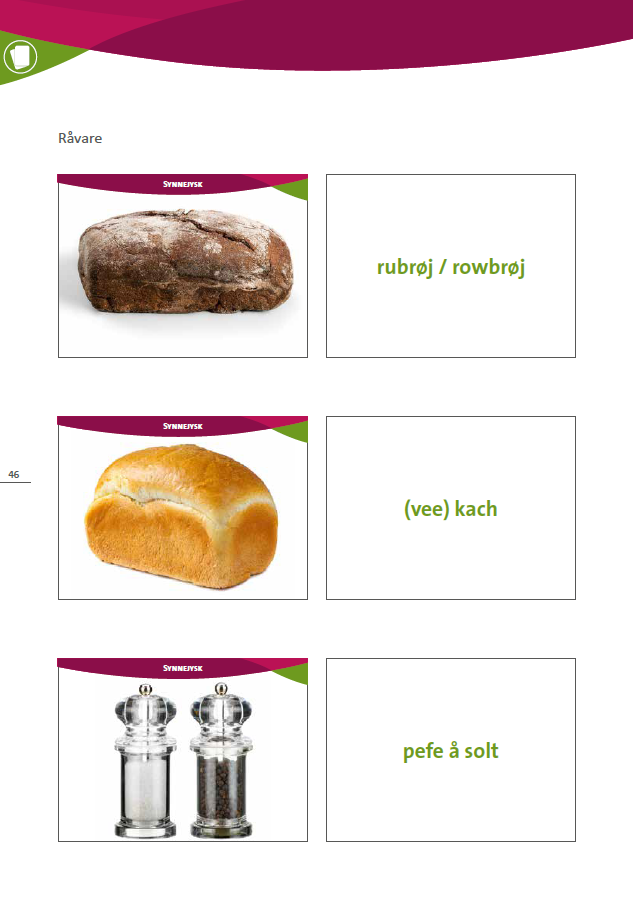 Råvare
Synnejysk
rubrøj / rowbrøj
Synnejysk
(vee) kach
46
Synnejysk
pefe å solt